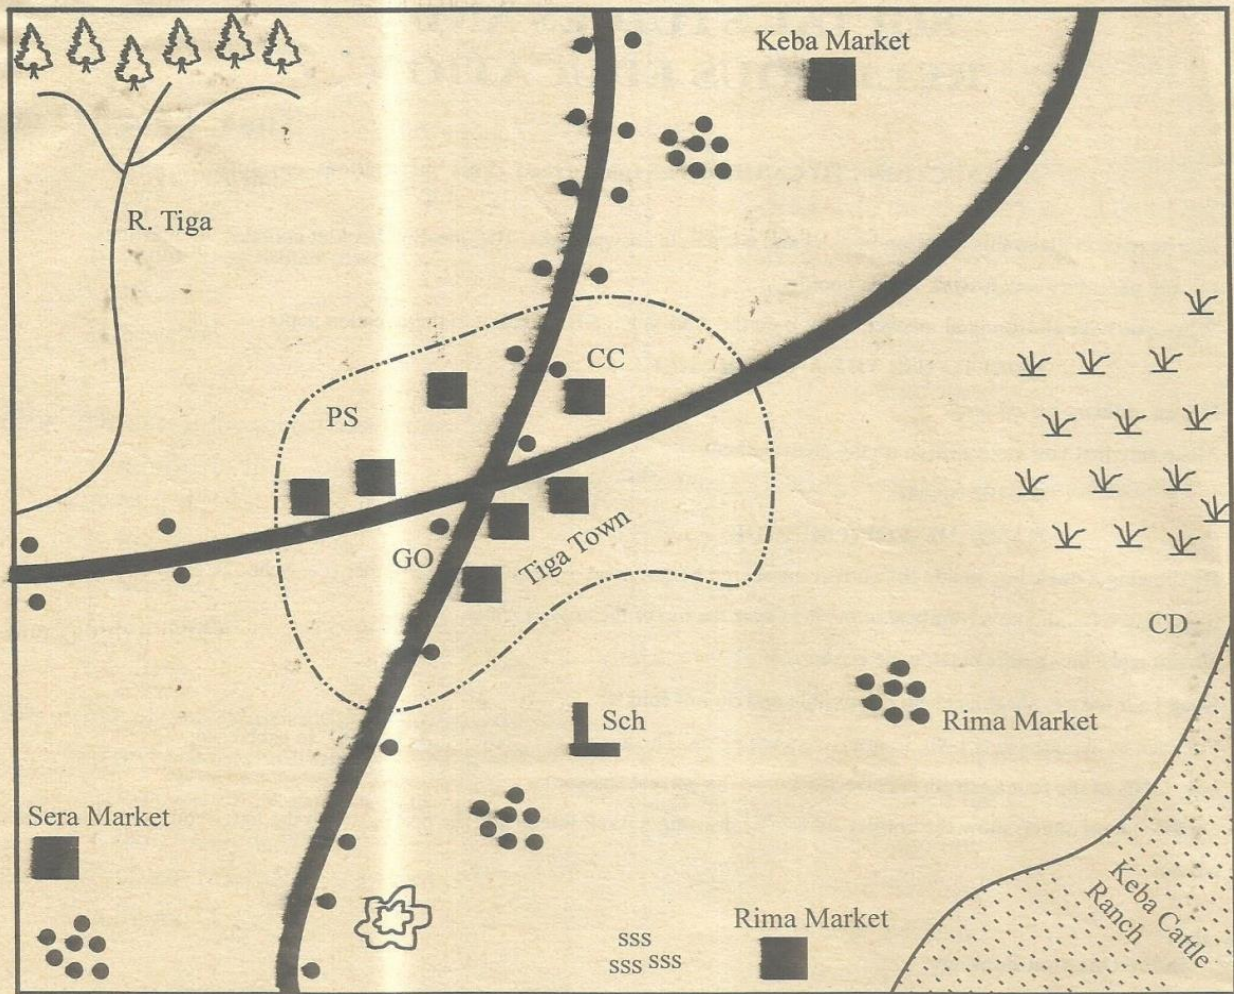 Keba Market
R. Tiga
CC
PS
GO
Tiga Town
CD
Sch
Rima Market
Sera Market
Keba Cattle
Ranch
Rima Market
sss
sss sss